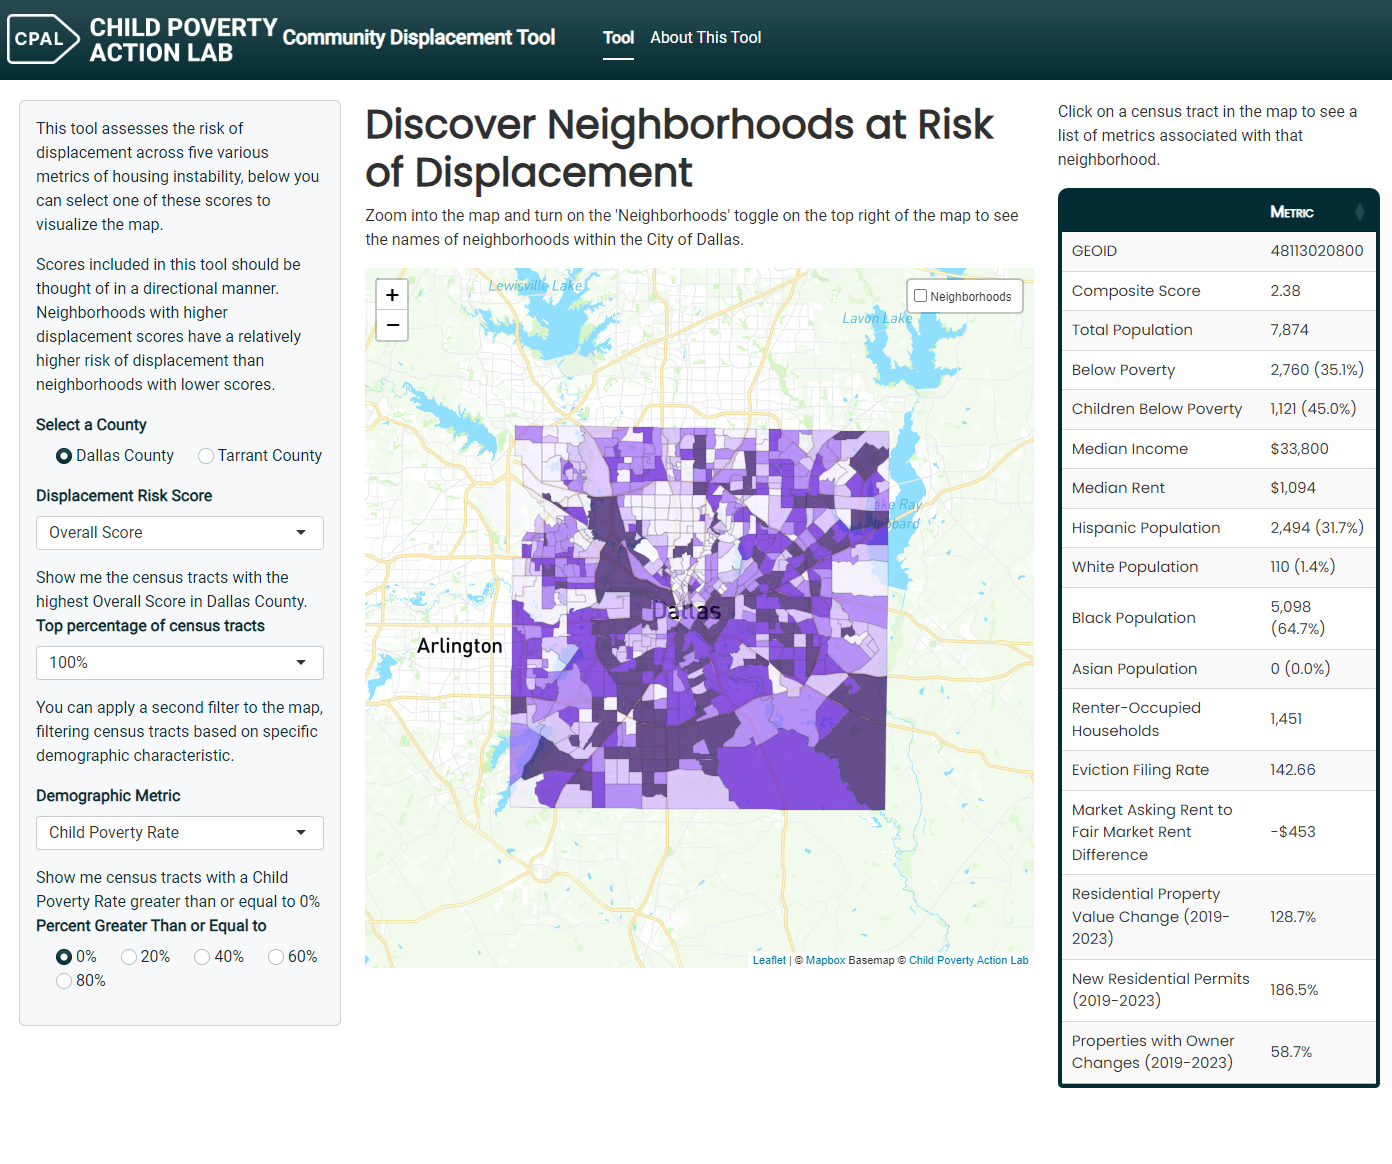 CPAL
CHILD POVERTY
ACTION LAB
Community Displacement Tool
Tool
About This Tool
This tool assesses the risk of
displacement across five various
metrics of housing instability, below you
can select one of these scores to
visualize the map.
Scores included in this tool should be
thought of in a directional manner.
Neighborhoods with higher
displacement scores have a relatively
higher risk of displacement than
neighborhoods with lower scores.
Select a County
Dallas County
Tarrant County
Displacement Risk Score
Overall Score
Show me the census tracts with the
highest Overall Score in Dallas County.
Top percentage of census tracts
100%
You can apply a second filter to the map,
filtering census tracts based on specific
demographic characteristic.
Demographic Metric
Child Poverty Rate
Show me census tracts with a Child
Poverty Rate greater than or equal to 0%
Percent Greater Than or Equal to
0%
20%
40%
60%
80%
Discover Neighborhoods at Risk
of Displacement
Zoom into the map and turn on the 'Neighborhoods' toggle on the top right of the map to see
the names of neighborhoods within the City of Dallas.
+
−
Neighborhoods
Lewisville Lake
Lavon Lake
Lake Ray
Hubbard
Dallas
Arlington
Leaflet | © Mapbox Basemap © Child Poverty Action Lab
Click on a census tract in the map to see a
list of metrics associated with that
neighborhood.
Metric
GEOID 48113020800
Composite Score 2.38
Total Population 7,874
Below Poverty 2,760 (35.1%)
Children Below Poverty 1,121 (45.0%)
Median Income $33,800
Median Rent $1,094
Hispanic Population 2,494 (31.7%)
White Population 110 (1.4%)
Black Population 5,098
(64.7%)
Asian Population 0 (0.0%)
Renter-Occupied
Households 1,451
Eviction Filing Rate 142.66
Market Asking Rent to
Fair Market Rent
Difference -$453
Residential Property
Value Change (2019-
2023) 128.7%
New Residential Permits
(2019-2023) 186.5%
Properties with Owner
Changes (2019-2023) 58.7%